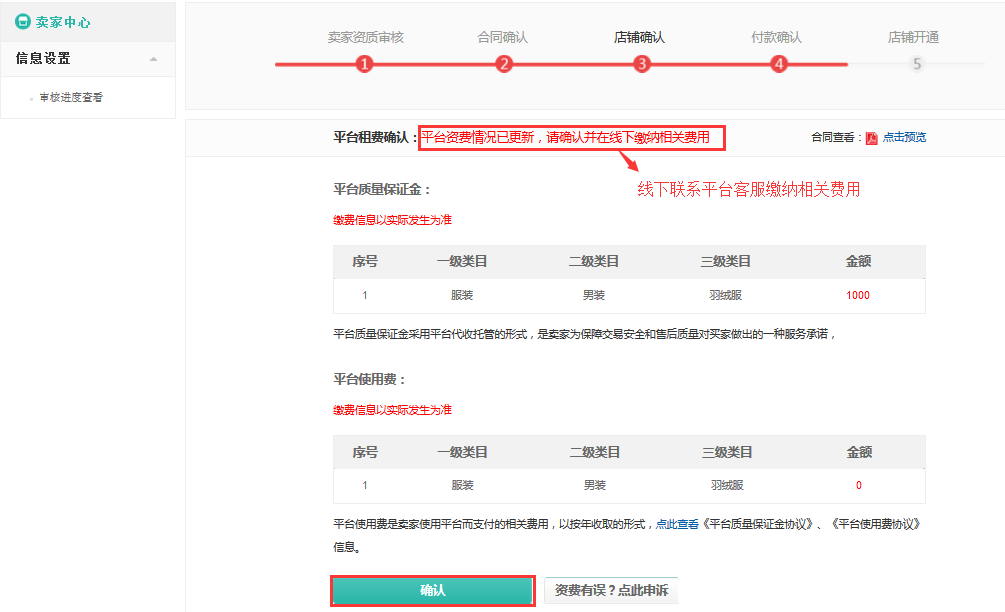 卖家中心
信息设置
审核进度查看
卖家资质审核 合同确认 店铺确认 付款确认 店铺开通
1 2 3 4 5
平台租费确认：平台资费情况已更新，请确认并在线下缴纳相关费用 合同查看： 点击预览
线下联系平台客服缴纳相关费用
平台质量保证金：
缴费信息以实际发生为准
序号 一级类目 二级类目 三级类目 金额
1 服装 男装 羽绒服 1000
平台质量保证金采用平台代收托管的形式，是卖家为保障交易安全和售后质量对买家做出的一种服务承诺，
平台使用费：
缴费信息以实际发生为准
序号 一级类目 二级类目 三级类目 金额
1 服装 男装 羽绒服 0
平台使用费是卖家使用平台而支付的相关费用，以按年收取的形式，点此查看《平台质量保证金协议》、《平台使用费协议》
信息。
确认 资费有误？点此申诉